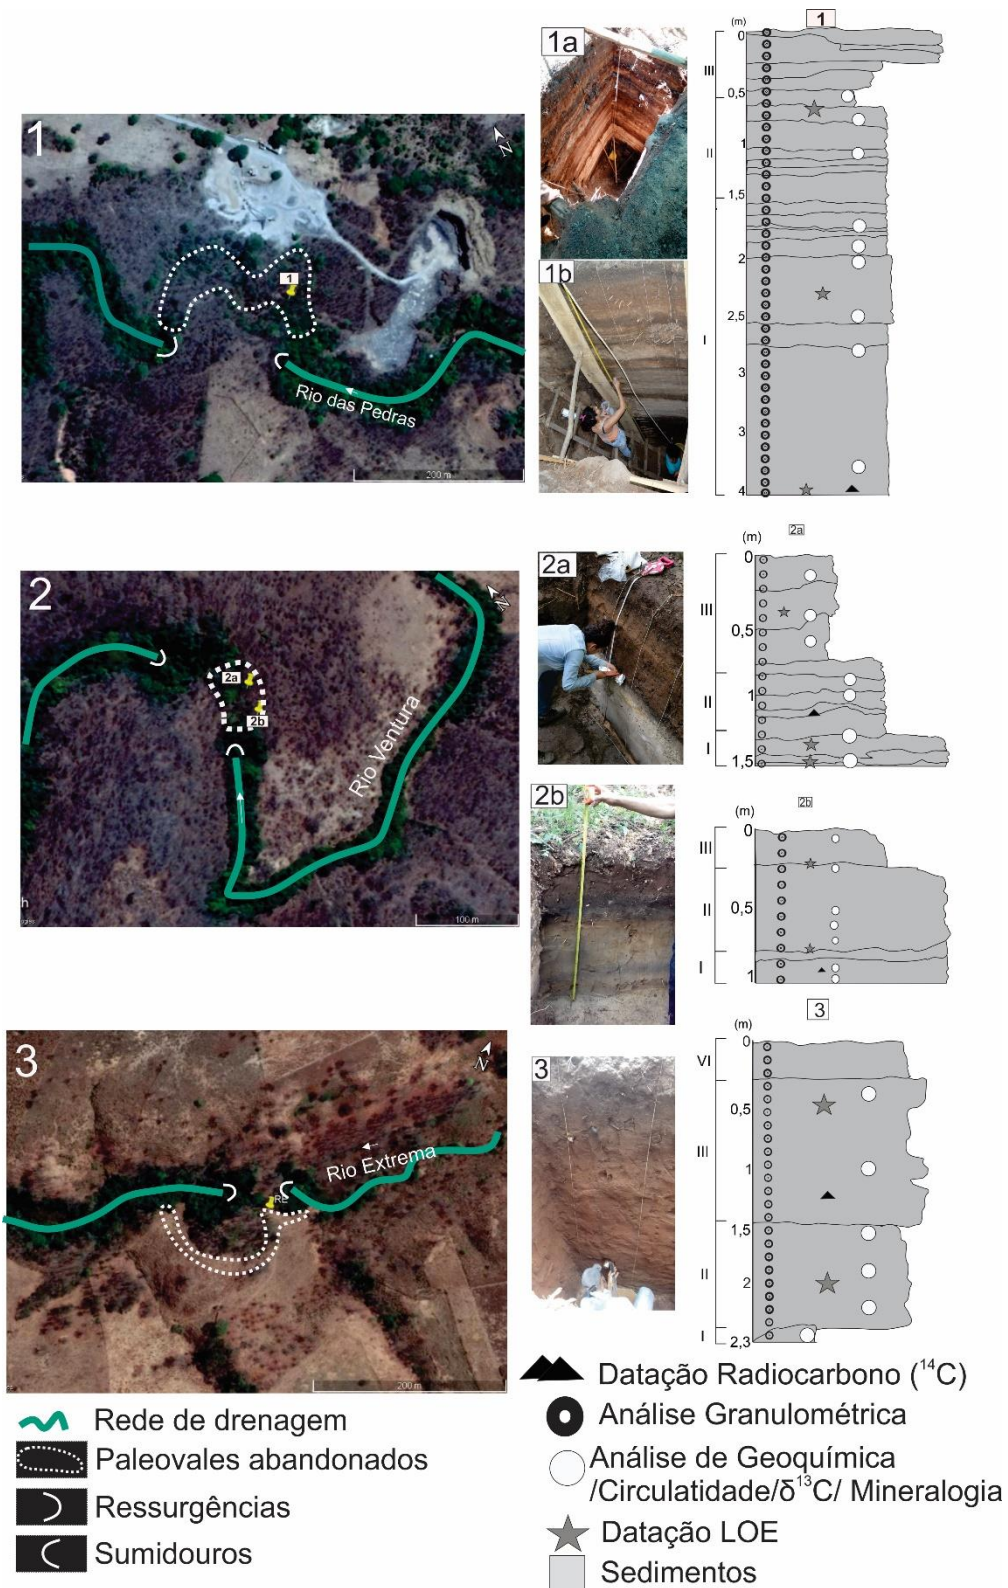 1
N
1
Rio das Pedras
200 m
1a
1b
1
(m)
0
0,5
1
1,5
2
2,5
3
3
4
III
II
I
2
N
2a
2b
Rio Ventura
100 m
h
2a
2b
2a
(m)
0
0,5
1
1,5
III
II
I
2b
(m)
0
0,5
1
III
II
I
3
N
Rio Extrema
RE
200 m
3
3
(m)
0
0,5
1
1,5
2
2,3
VI
III
II
I
Rede de drenagem
Paleovales abandonados
Ressurgências
Sumidouros
Datação Radiocarbono (¹⁴C)
Análise Granulométrica
Análise de Geoquímica
/Circulatidade/δ¹³C/ Mineralogia
Datação LOE
Sedimentos